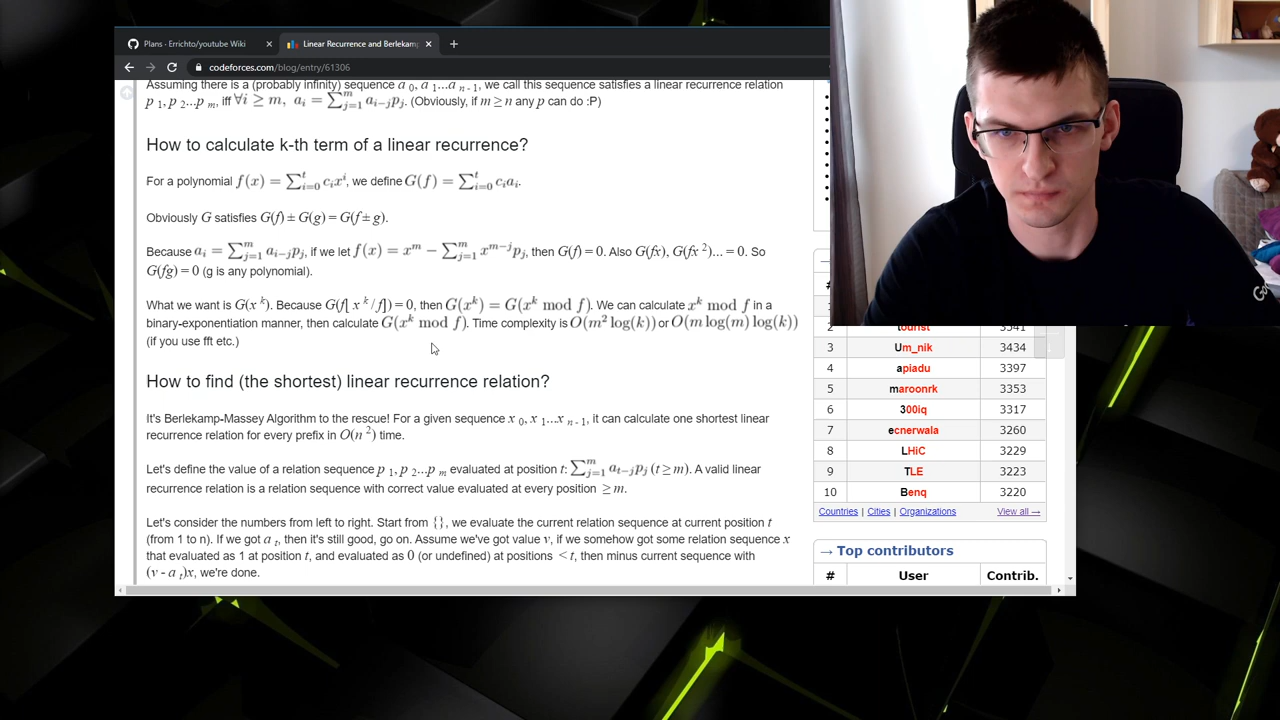 Plans · Errichto/youtube Wiki
Linear Recurrence and Berlekam
codeforces.com/blog/entry/61306
Assuming there is a (probably infinity) sequence a 0, a 1...a n - 1, we call this sequence satisfies a linear recurrence relation
p 1, p 2...p m, iff ∀i ≥ m, a_i = ∑_{j=1}^{m} a_{i−j}p_j. (Obviously, if m ≥ n any p can do :P)
How to calculate k-th term of a linear recurrence?
For a polynomial f(x) = ∑_{i=0}^{t} c_i x^i, we define G(f) = ∑_{i=0}^{t} c_i a_i.
Obviously G satisfies G(f) ± G(g) = G(f ± g).
Because a_i = ∑_{j=1}^{m} a_{i−j}p_j, if we let f(x) = x^m − ∑_{j=1}^{m} x^{m−j}p_j, then G(f) = 0. Also G(fx), G(fx 2)... = 0. So
G(fg) = 0 (g is any polynomial).
What we want is G(x k). Because G(f[ x k / f]) = 0, then G(x^k) = G(x^k mod f). We can calculate x^k mod f in a
binary-exponentiation manner, then calculate G(x^k mod f). Time complexity is O(m^2 log(k)) or O(m log(m) log(k))
(if you use fft etc.)
How to find (the shortest) linear recurrence relation?
It's Berlekamp-Massey Algorithm to the rescue! For a given sequence x 0, x 1...x n - 1, it can calculate one shortest linear
recurrence relation for every prefix in O(n 2) time.
Let's define the value of a relation sequence p 1, p 2...p m evaluated at position t: ∑_{j=1}^{m} a_{t−j}p_j (t ≥ m). A valid linear
recurrence relation is a relation sequence with correct value evaluated at every position ≥ m.
Let's consider the numbers from left to right. Start from {}, we evaluate the current relation sequence at current position t
(from 1 to n). If we got a t, then it's still good, go on. Assume we've got value v, if we somehow got some relation sequence x
that evaluated as 1 at position t, and evaluated as 0 (or undefined) at positions < t, then minus current sequence with
(v - a t)x, we're done.
2 tourist 3541
3 Um_nik 3434
4 apiadu 3397
5 maroonrk 3353
6 300iq 3317
7 ecnerwala 3260
8 LHiC 3229
9 TLE 3223
10 Benq 3220
Countries | Cities | Organizations View all →
→ Top contributors
# User Contrib.